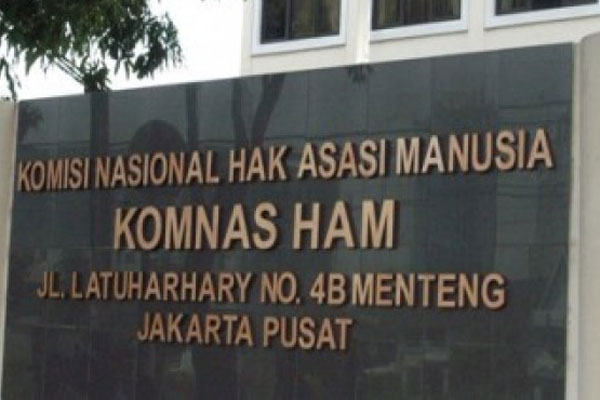 KOMISI NASIONAL HAK ASASI MANUSIA
KOMNAS HAM
JL. LATUHARHARY NO. 4B MENTENG
JAKARTA PUSAT